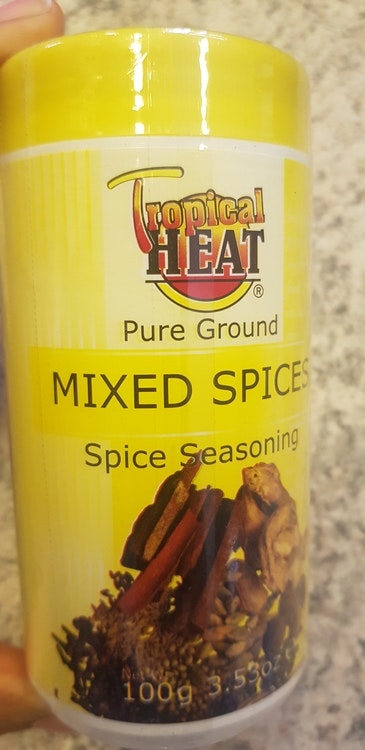 Tropical
HEAT
®
Pure Ground
MIXED SPICES
Spice Seasoning
100g 3.53oz